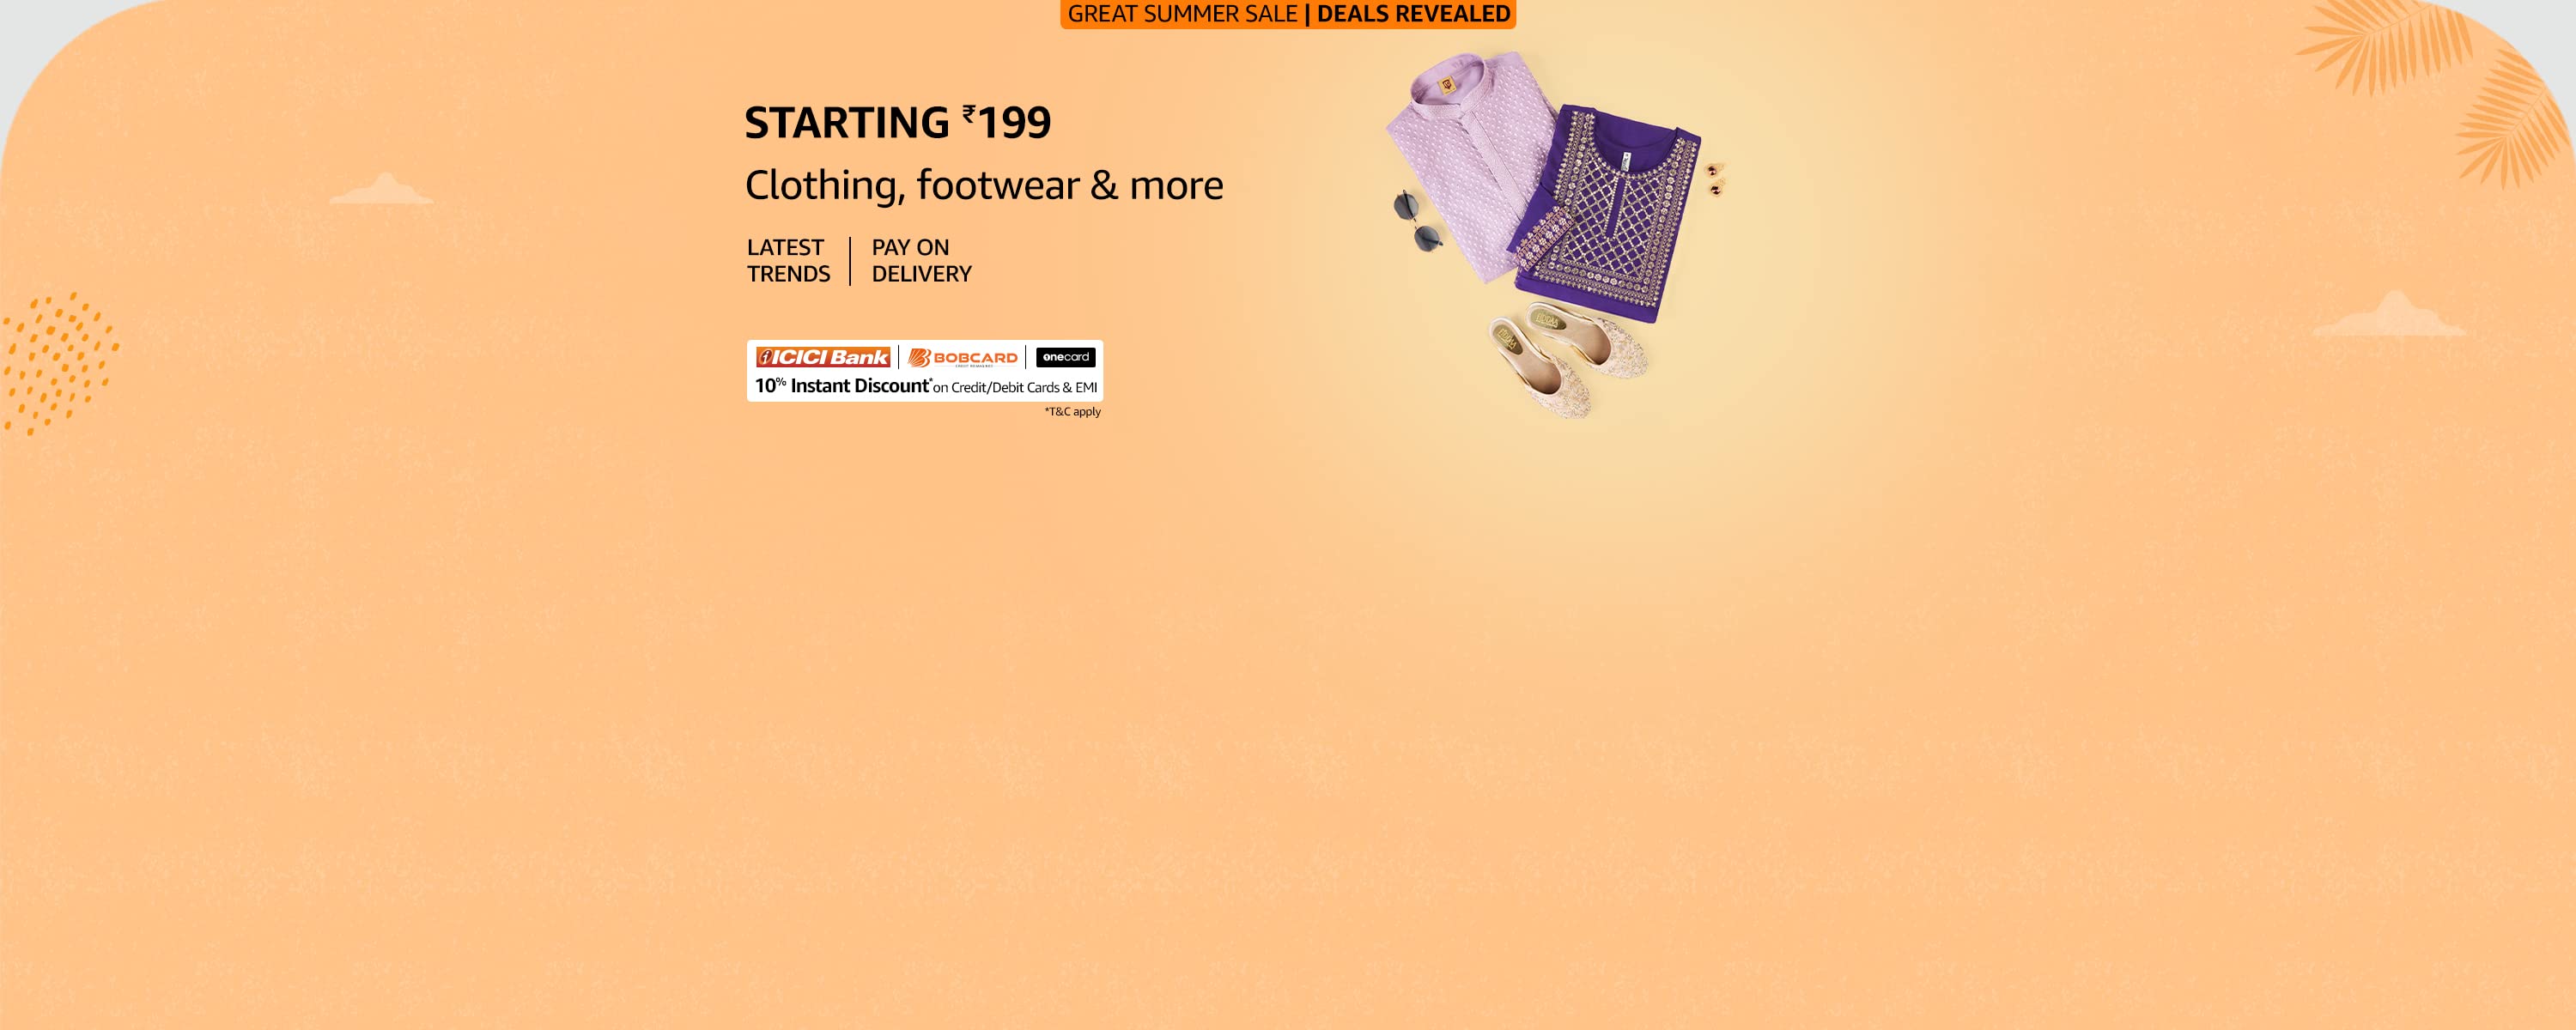 GREAT SUMMER SALE | DEALS REVEALED
STARTING ₹199
Clothing, footwear & more
LATEST
TRENDS
PAY ON
DELIVERY
ICICI Bank | BOBCARD | onecard
10% Instant Discount* on Credit/Debit Cards & EMI
*T&C apply